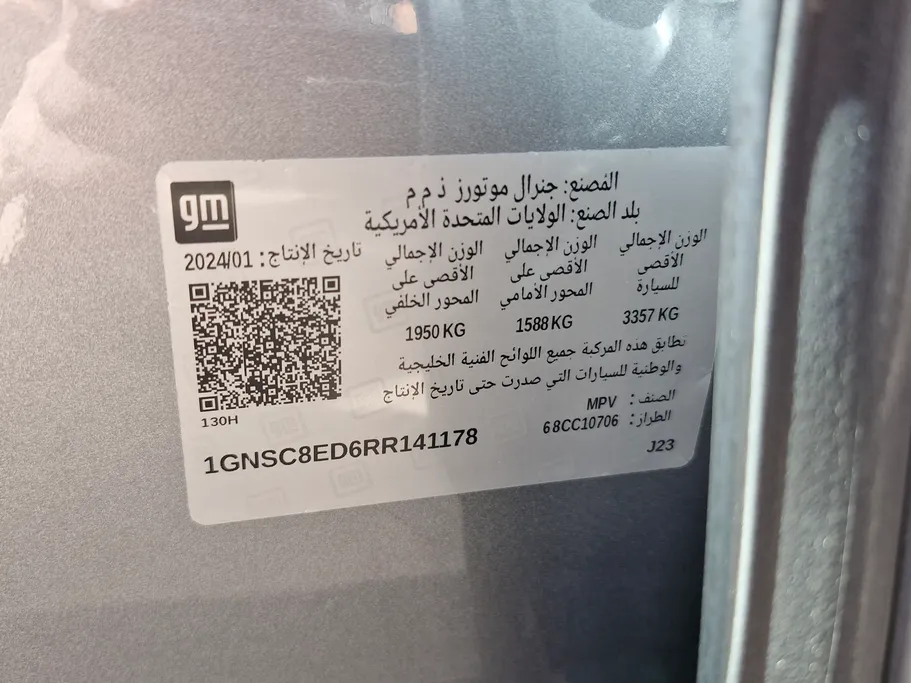 gm
المُصنع: جنرال موتورز ذ م م
بلد الصنع: الولايات المتحدة الأمريكية
تاريخ الإنتاج: 2024/01
الوزن الإجمالي الأقصى للسيارة
3357 KG
الوزن الإجمالي الأقصى على المحور الأمامي
1588 KG
الوزن الإجمالي الأقصى على المحور الخلفي
1950 KG
تطابق هذه المركبة جميع اللوائح الفنية الخليجية
والوطنية للسيارات التي صدرت حتى تاريخ الإنتاج
الصنف: MPV
الطراز: 68CC10706
J23
130H
1GNSC8ED6RR141178